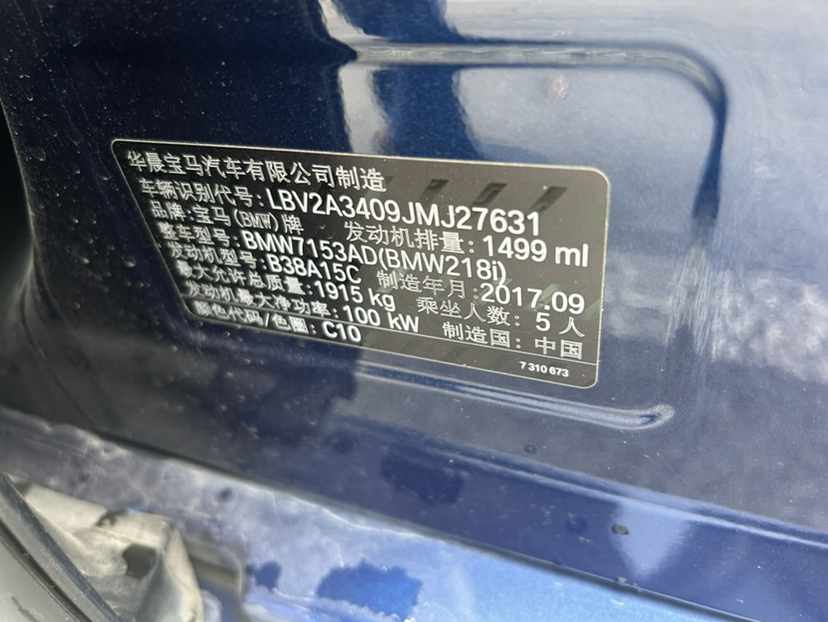 华晨宝马汽车有限公司制造
车辆识别代号:LBV2A3409JMJ27631
品牌:宝马(BMW)牌 发动机排量:1499 ml
整车型号:BMW7153AD(BMW218i)
发动机型号:B38A15C 制造年月:2017.09
最大允许总质量:1915 kg 乘坐人数:5 人
发动机最大净功率:100 kW 制造国:中国
颜色代码/色圈:C10
7 310 673